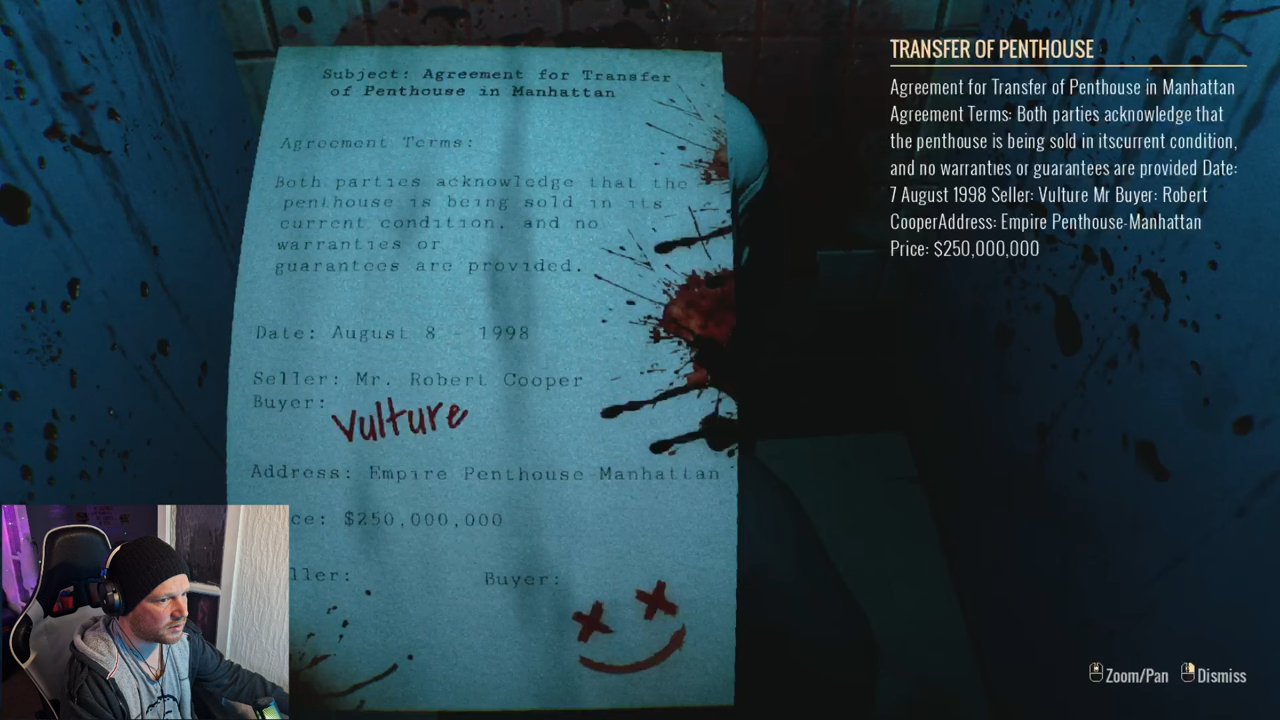 Subject: Agreement for Transfer
of Penthouse in Manhattan
Agreement Terms:
Both parties acknowledge that the
penthouse is being sold in its
current condition, and no
warranties or
guarantees are provided.
Date: August 8 - 1998
Seller: Mr. Robert Cooper
Buyer:
vulture
Address: Empire Penthouse Manhattan
ce: $250,000,000
ller: Buyer:
TRANSFER OF PENTHOUSE
Agreement for Transfer of Penthouse in Manhattan
Agreement Terms: Both parties acknowledge that
the penthouse is being sold in itscurrent condition,
and no warranties or guarantees are provided Date:
7 August 1998 Seller: Vulture Mr Buyer: Robert
CooperAddress: Empire Penthouse-Manhattan
Price: $250,000,000
Zoom/Pan Dismiss